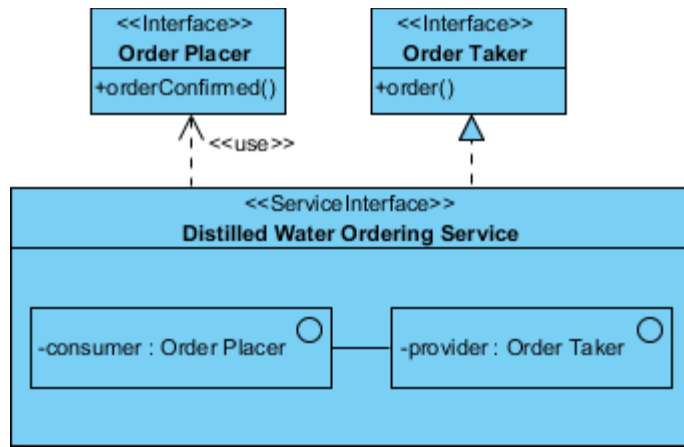 <<Interface>>
Order Placer
+orderConfirmed()
<<Interface>>
Order Taker
+order()
<<use>>
<<ServiceInterface>>
Distilled Water Ordering Service
-consumer : Order Placer
-provider : Order Taker